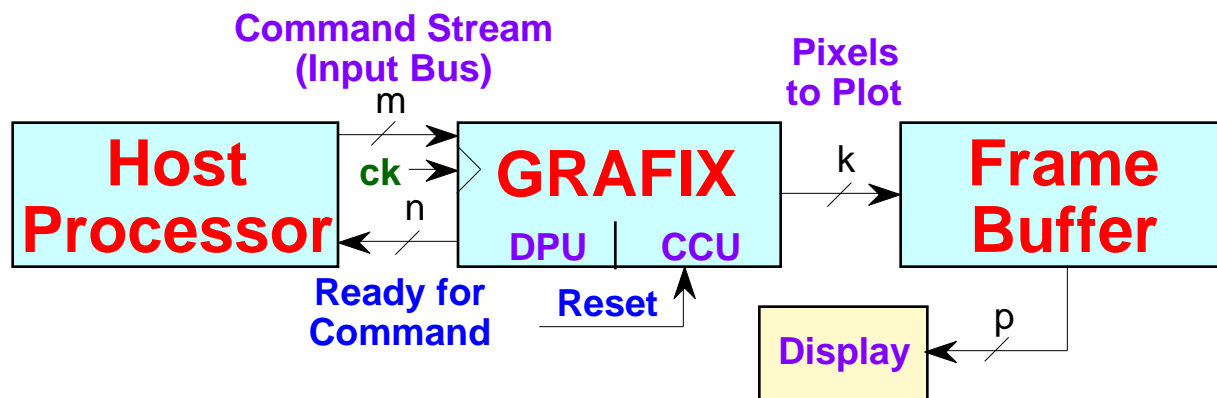 Command Stream
(Input Bus)
Pixels
to Plot
m
Host
Processor
ck
GRAFIX
k
Frame
Buffer
n
DPU
CCU
Ready for
Command
Reset
p
Display